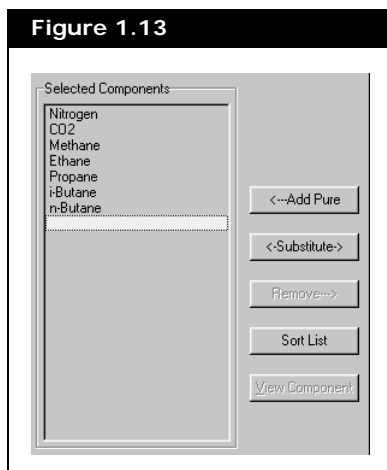 Figure 1.13
Selected Components
Nitrogen
CO2
Methane
Ethane
Propane
i-Butane
n-Butane
<---Add Pure
<-Substitute->
Remove--->
Sort List
View Component